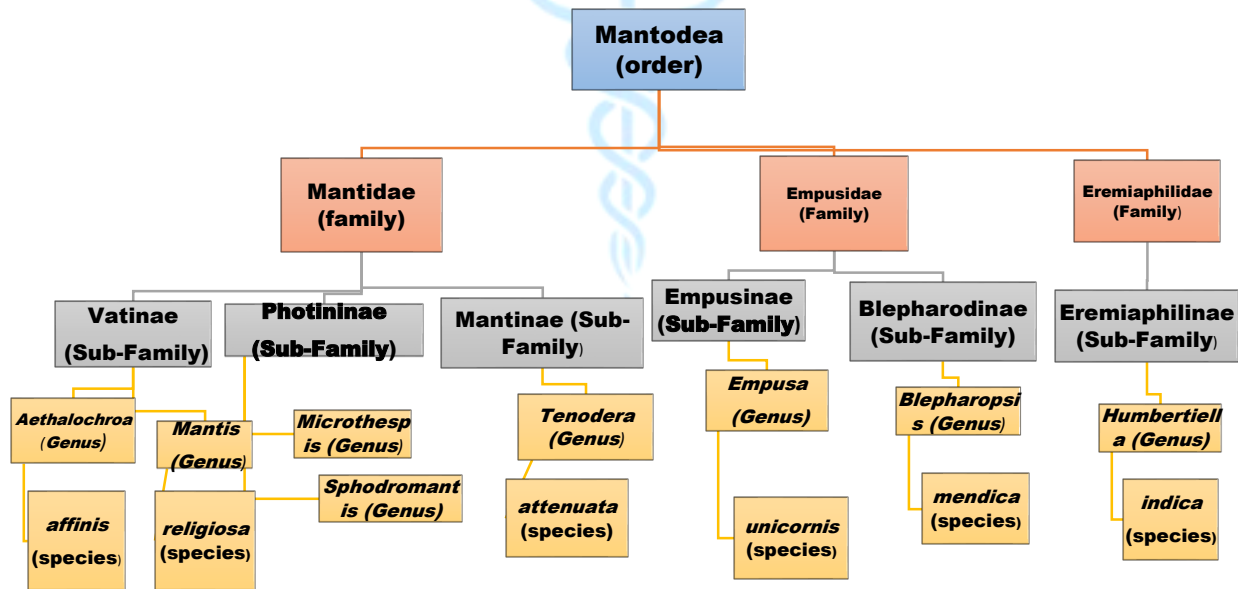 Mantodea
(order)
Mantidae
(family)
Empusidae
(Family)
Eremiaphilidae
(Family)
Vatinae
(Sub-Family)
Photininae
(Sub-Family)
Mantinae (Sub-
Family)
Empusinae
(Sub-Family)
Blepharodinae
(Sub-Family)
Eremiaphilinae
(Sub-Family)
Aethalochroa
(Genus)
Mantis
(Genus)
Microthesp
is (Genus)
Sphodromant
is (Genus)
Tenodera
(Genus)
Empusa
(Genus)
Blepharopsi
s (Genus)
Humbertiell
a (Genus)
affinis
(species)
religiosa
(species)
attenuata
(species)
unicornis
(species)
mendica
(species)
indica
(species)